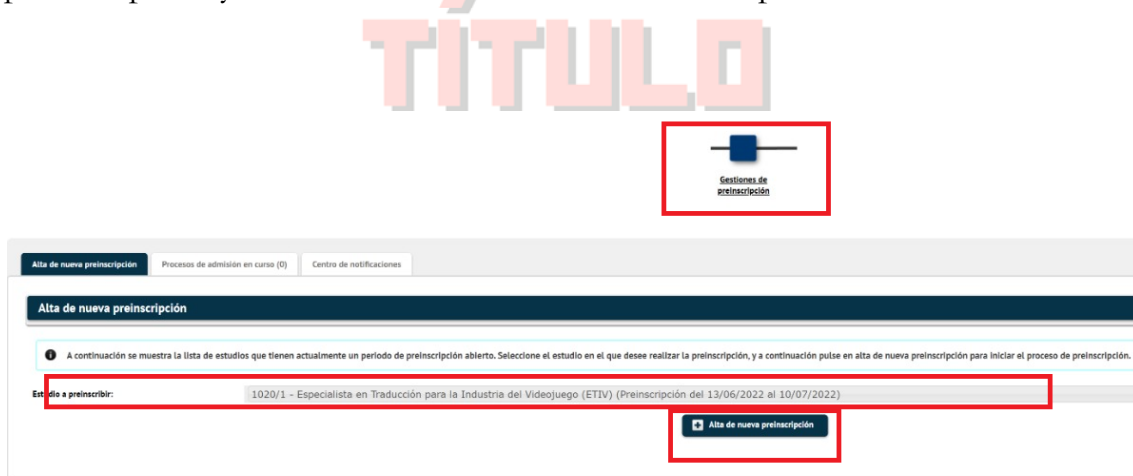 TÍTULO
Gestiones de
preinscripción
Alta de nueva preinscripción Procesos de admisión en curso (0) Centro de notificaciones
Alta de nueva preinscripción
A continuación se muestra la lista de estudios que tienen actualmente un periodo de preinscripción abierto. Seleccione el estudio en el que desee realizar la preinscripción, y a continuación pulse en alta de nueva preinscripción para iniciar el proceso de preinscripción.
Estudio a preinscribir: 1020/1 - Especialista en Traducción para la Industria del Videojuego (ETIV) (Preinscripción del 13/06/2022 al 10/07/2022)
Alta de nueva preinscripción